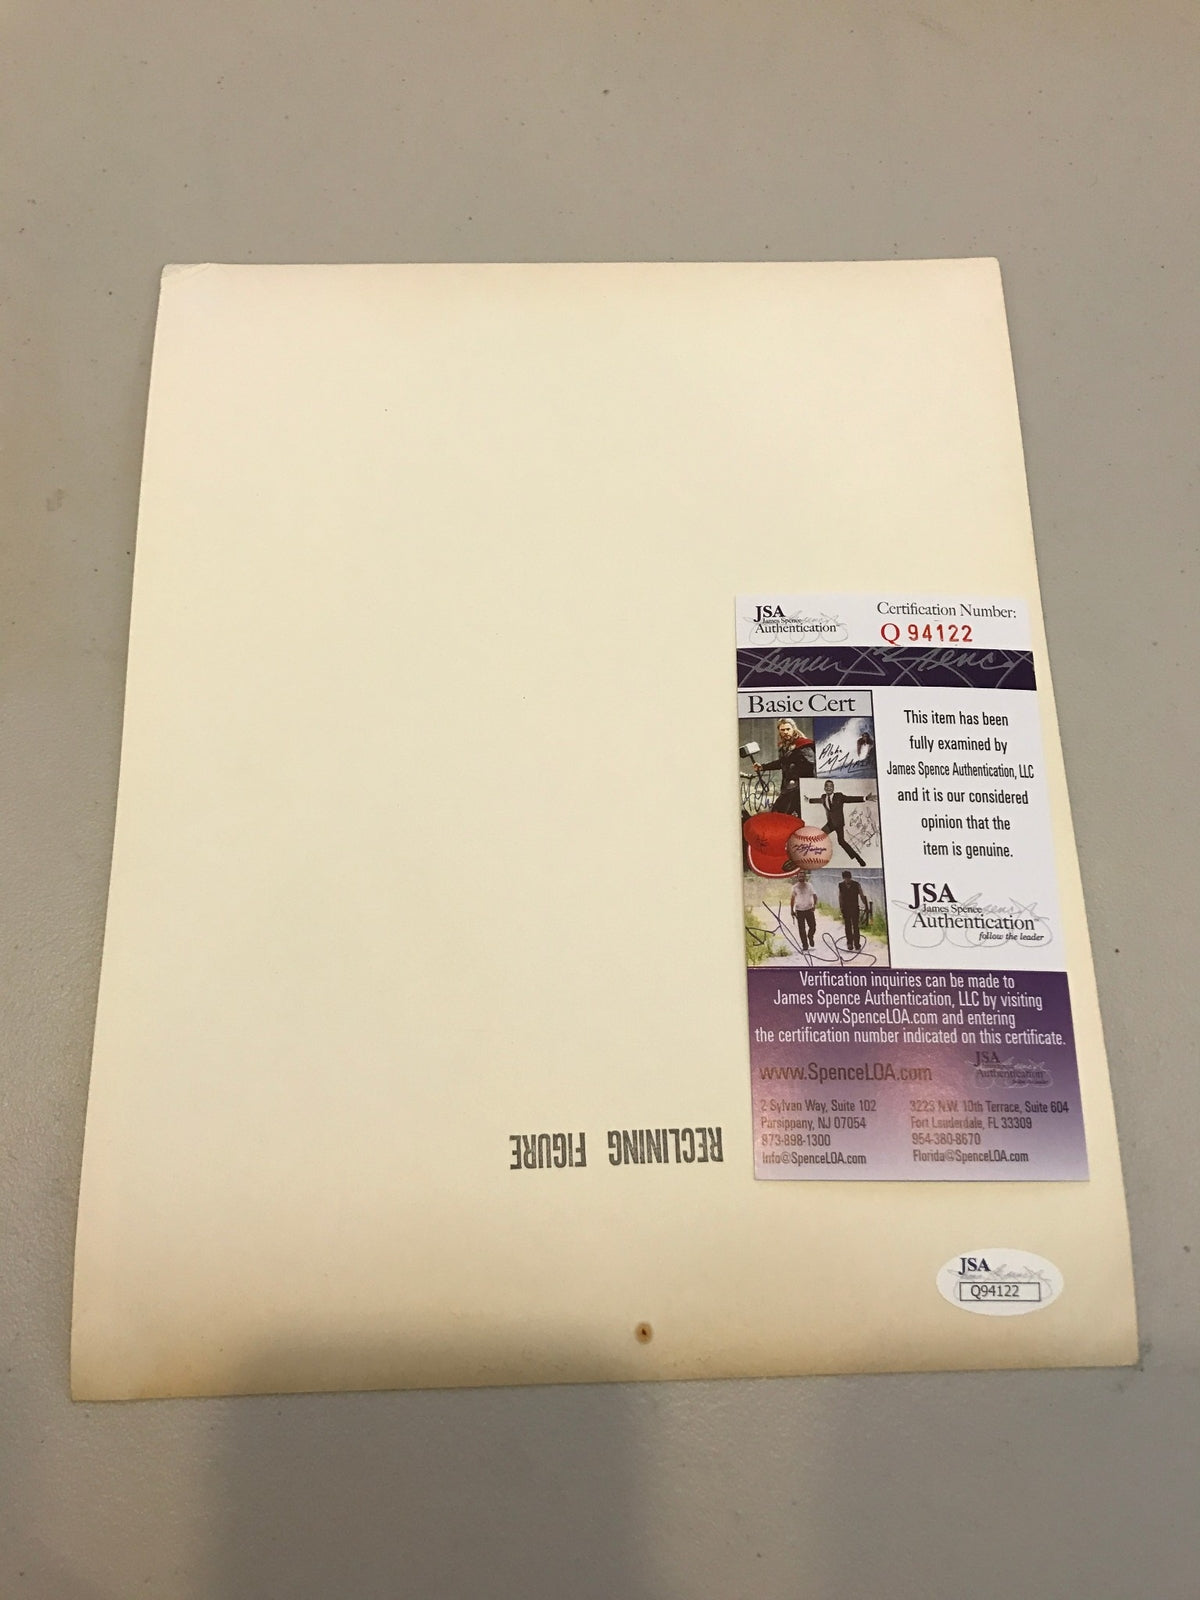 JSA
James Spence
Authentication
Certification Number:
Q 94122
Basic Cert
This item has been
fully examined by
James Spence Authentication, LLC
and it is our considered
opinion that the
item is genuine.
JSA
James Spence
Authentication™
follow the leader
Verification inquiries can be made to
James Spence Authentication, LLC by visiting
www.SpenceLOA.com and entering
the certification number indicated on this certificate.
www.SpenceLOA.com
JSA
Authentication
2 Sylvan Way, Suite 102
Parsippany, NJ 07054
973-898-1300
Info@SpenceLOA.com
3225 N.W. 10th Terrace, Suite 604
Fort Lauderdale, FL 33309
954-380-8670
Florida@SpenceLOA.com
RECLINING FIGURE
JSA
Q94122